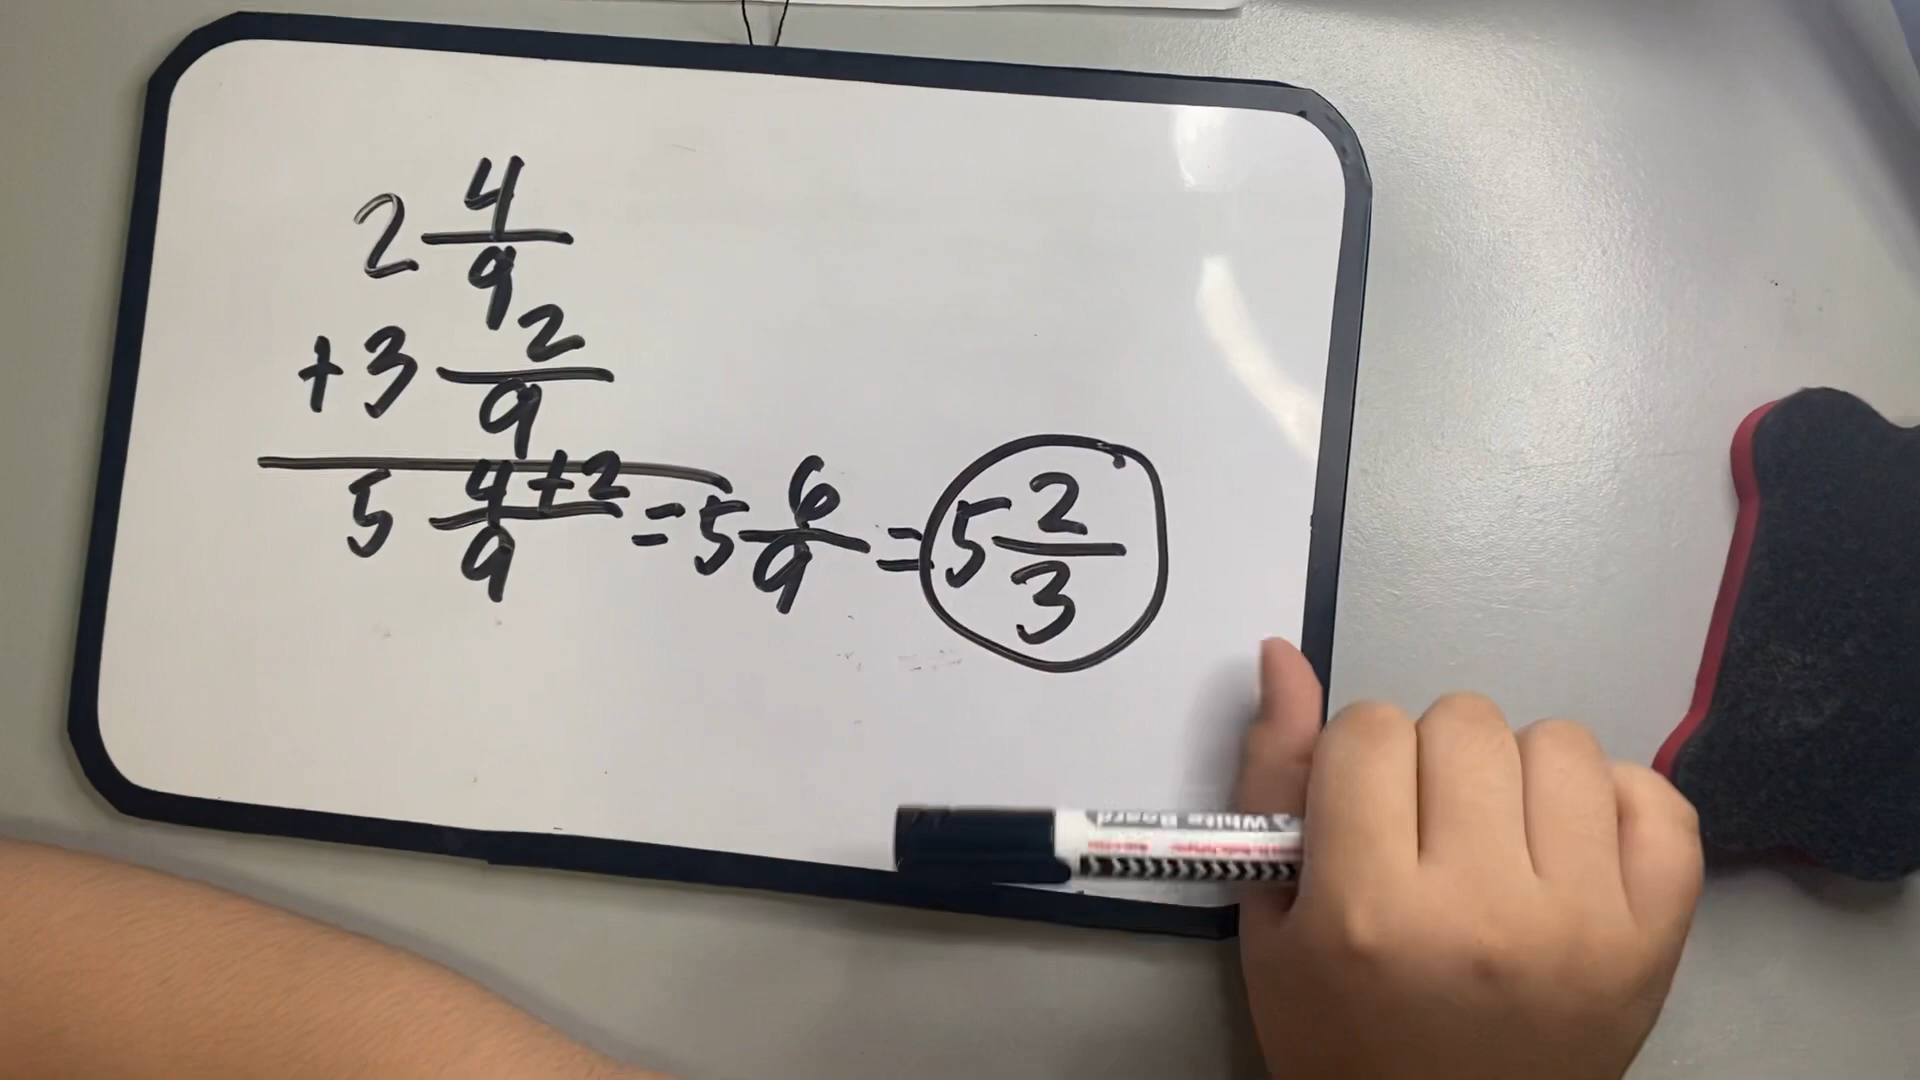 2 4/9
+ 3 2/9
5 (4+2)/9 = 5 6/9 = 5 2/3
White Board